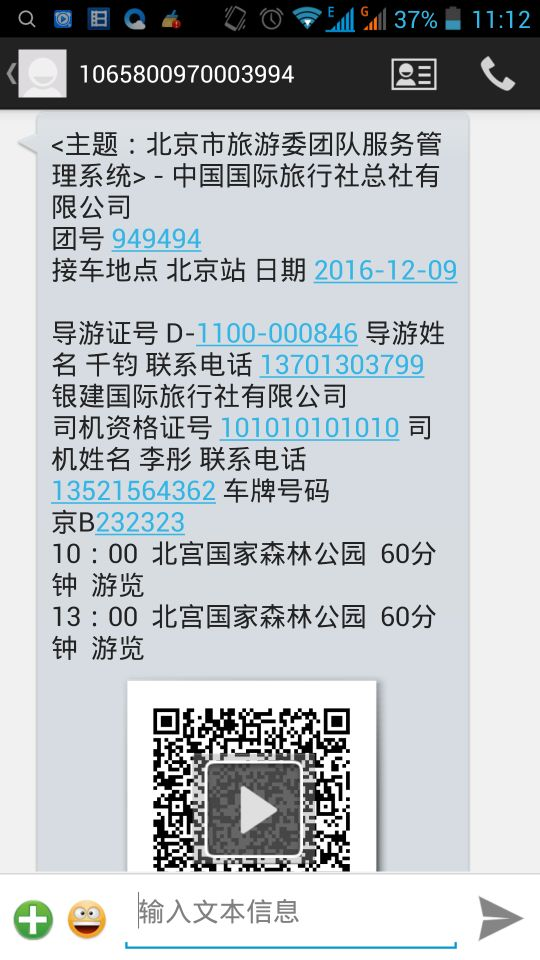 E G 37% 11:12
1065800970003994
<主题：北京市旅游委团队服务管
理系统> - 中国国际旅行社总社有
限公司
团号 949494
接车地点 北京站 日期 2016-12-09
导游证号 D-1100-000846 导游姓
名 千钧 联系电话 13701303799
银建国际旅行社有限公司
司机资格证号 101010101010 司
机姓名 李彤 联系电话
13521564362 车牌号码
京B232323
10：00 北宫国家森林公园 60分
钟 游览
13：00 北宫国家森林公园 60分
钟 游览
输入文本信息